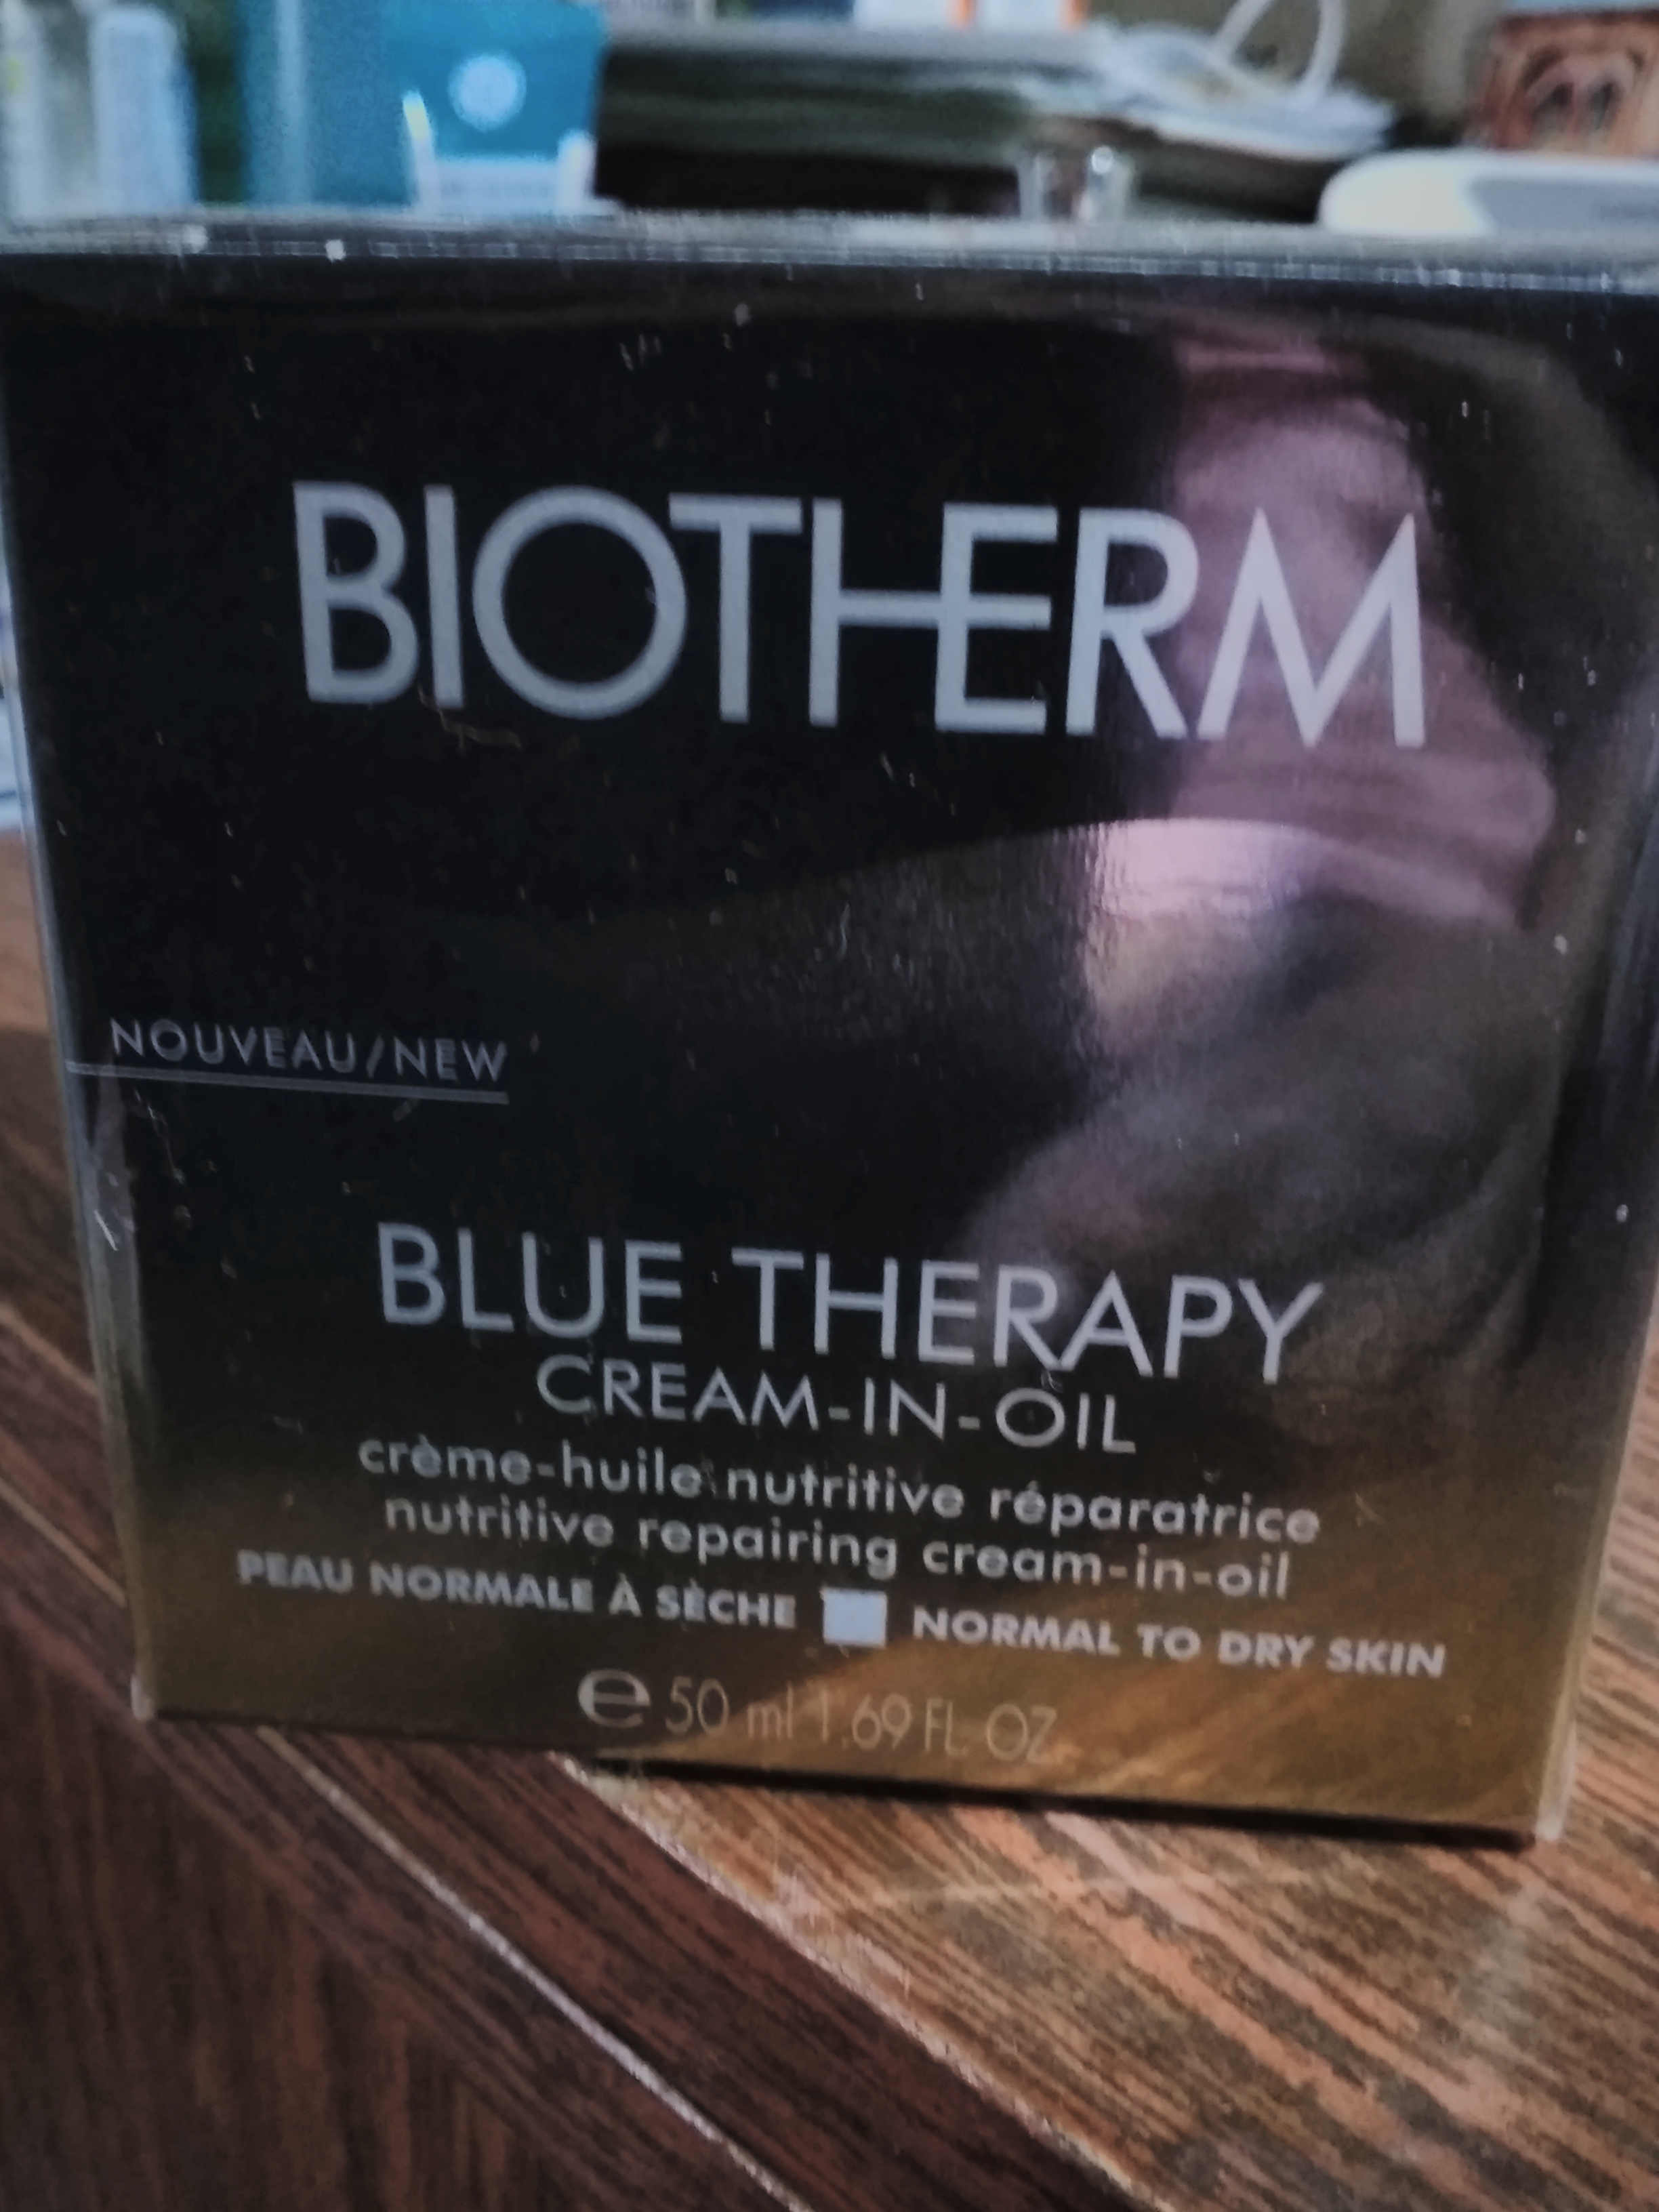 BIOTHERM
NOUVEAU/NEW
BLUE THERAPY
CREAM-IN-OIL
crème-huile nutritive réparatrice
nutritive repairing cream-in-oil
PEAU NORMALE À SÈCHE NORMAL TO DRY SKIN
e 50 ml 1.69 FL. OZ.